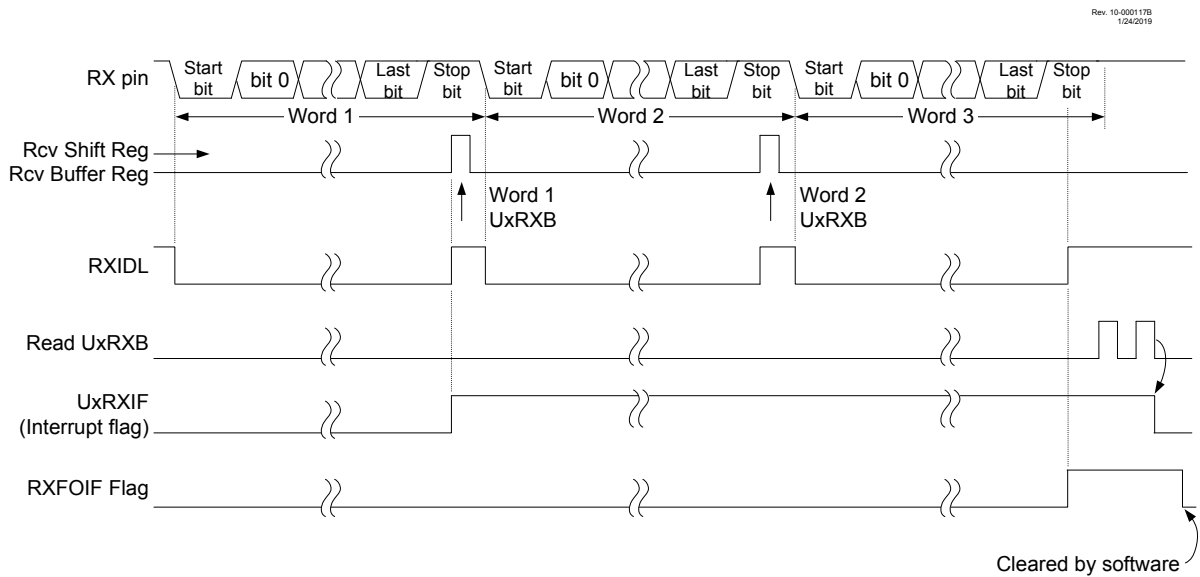 Rev. 10-000117B
1/24/2019
RX pin
Start bit
bit 0
Last bit
Stop bit
Start bit
bit 0
Last bit
Stop bit
Start bit
bit 0
Last bit
Stop bit
Word 1
Word 2
Word 3
Rcv Shift Reg
Rcv Buffer Reg
Word 1
UxRXB
Word 2
UxRXB
RXIDL
Read UxRXB
UxRXIF
(Interrupt flag)
RXFOIF Flag
Cleared by software